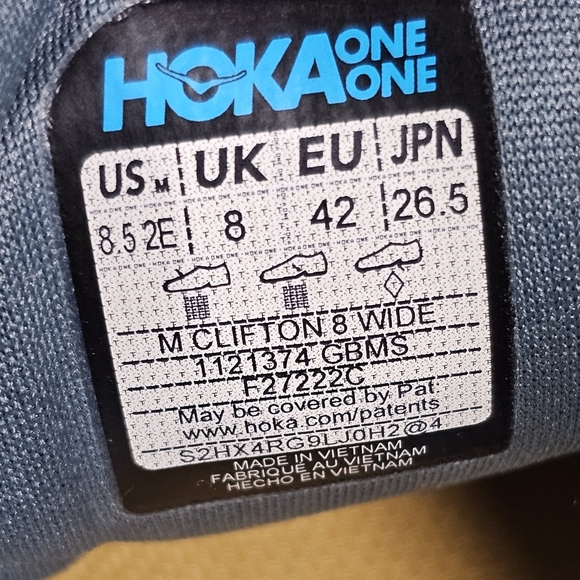 HOKA ONE ONE
US M UK EU JPN
8.5 2E 8 42 26.5
M CLIFTON 8 WIDE
1121374 GBMS
F27222C
May be covered by Pat:
www.hoka.com/patents
S2HX4RG9LJ0H2@4
MADE IN VIETNAM
FABRIQUE AU VIETNAM
HECHO EN VIETNAM